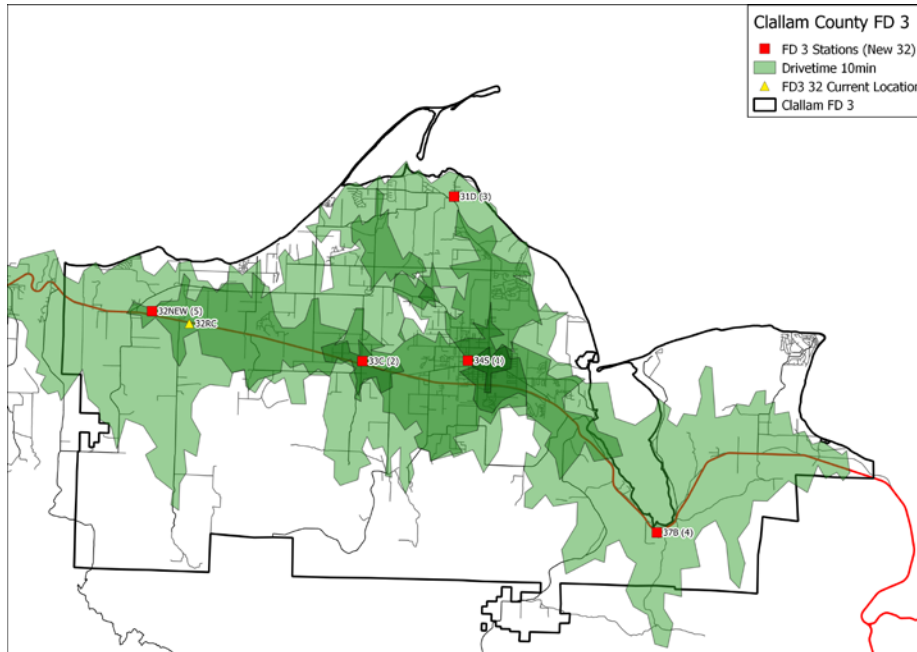 Clallam County FD 3
FD 3 Stations (New 32)
Drivetime 10min
FD3 32 Current Location
Clallam FD 3
31D (3)
32NEW (5)
32RC
33C (2)
34S (1)
37B (4)